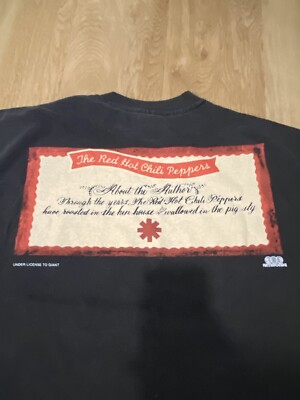 The Red Hot Chili Peppers
About the Author
Through the years, The Red Hot Chili Peppers
have roosted in the hen house & wallowed in the pig sty
UNDER LICENSE TO GIANT